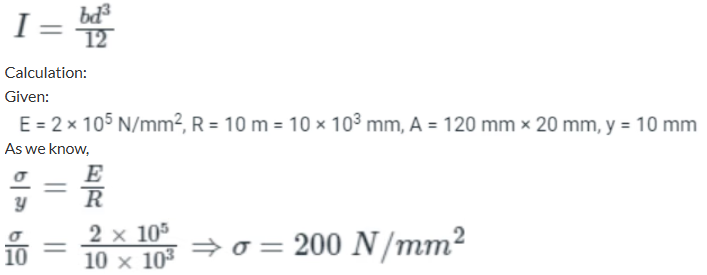 I = bd³/12
Calculation:
Given:
E = 2 × 10⁵ N/mm², R = 10 m = 10 × 10³ mm, A = 120 mm × 20 mm, y = 10 mm
As we know,
σ/y = E/R
σ/10 = 2 × 10⁵/10 × 10³ ⇒ σ = 200 N/mm²